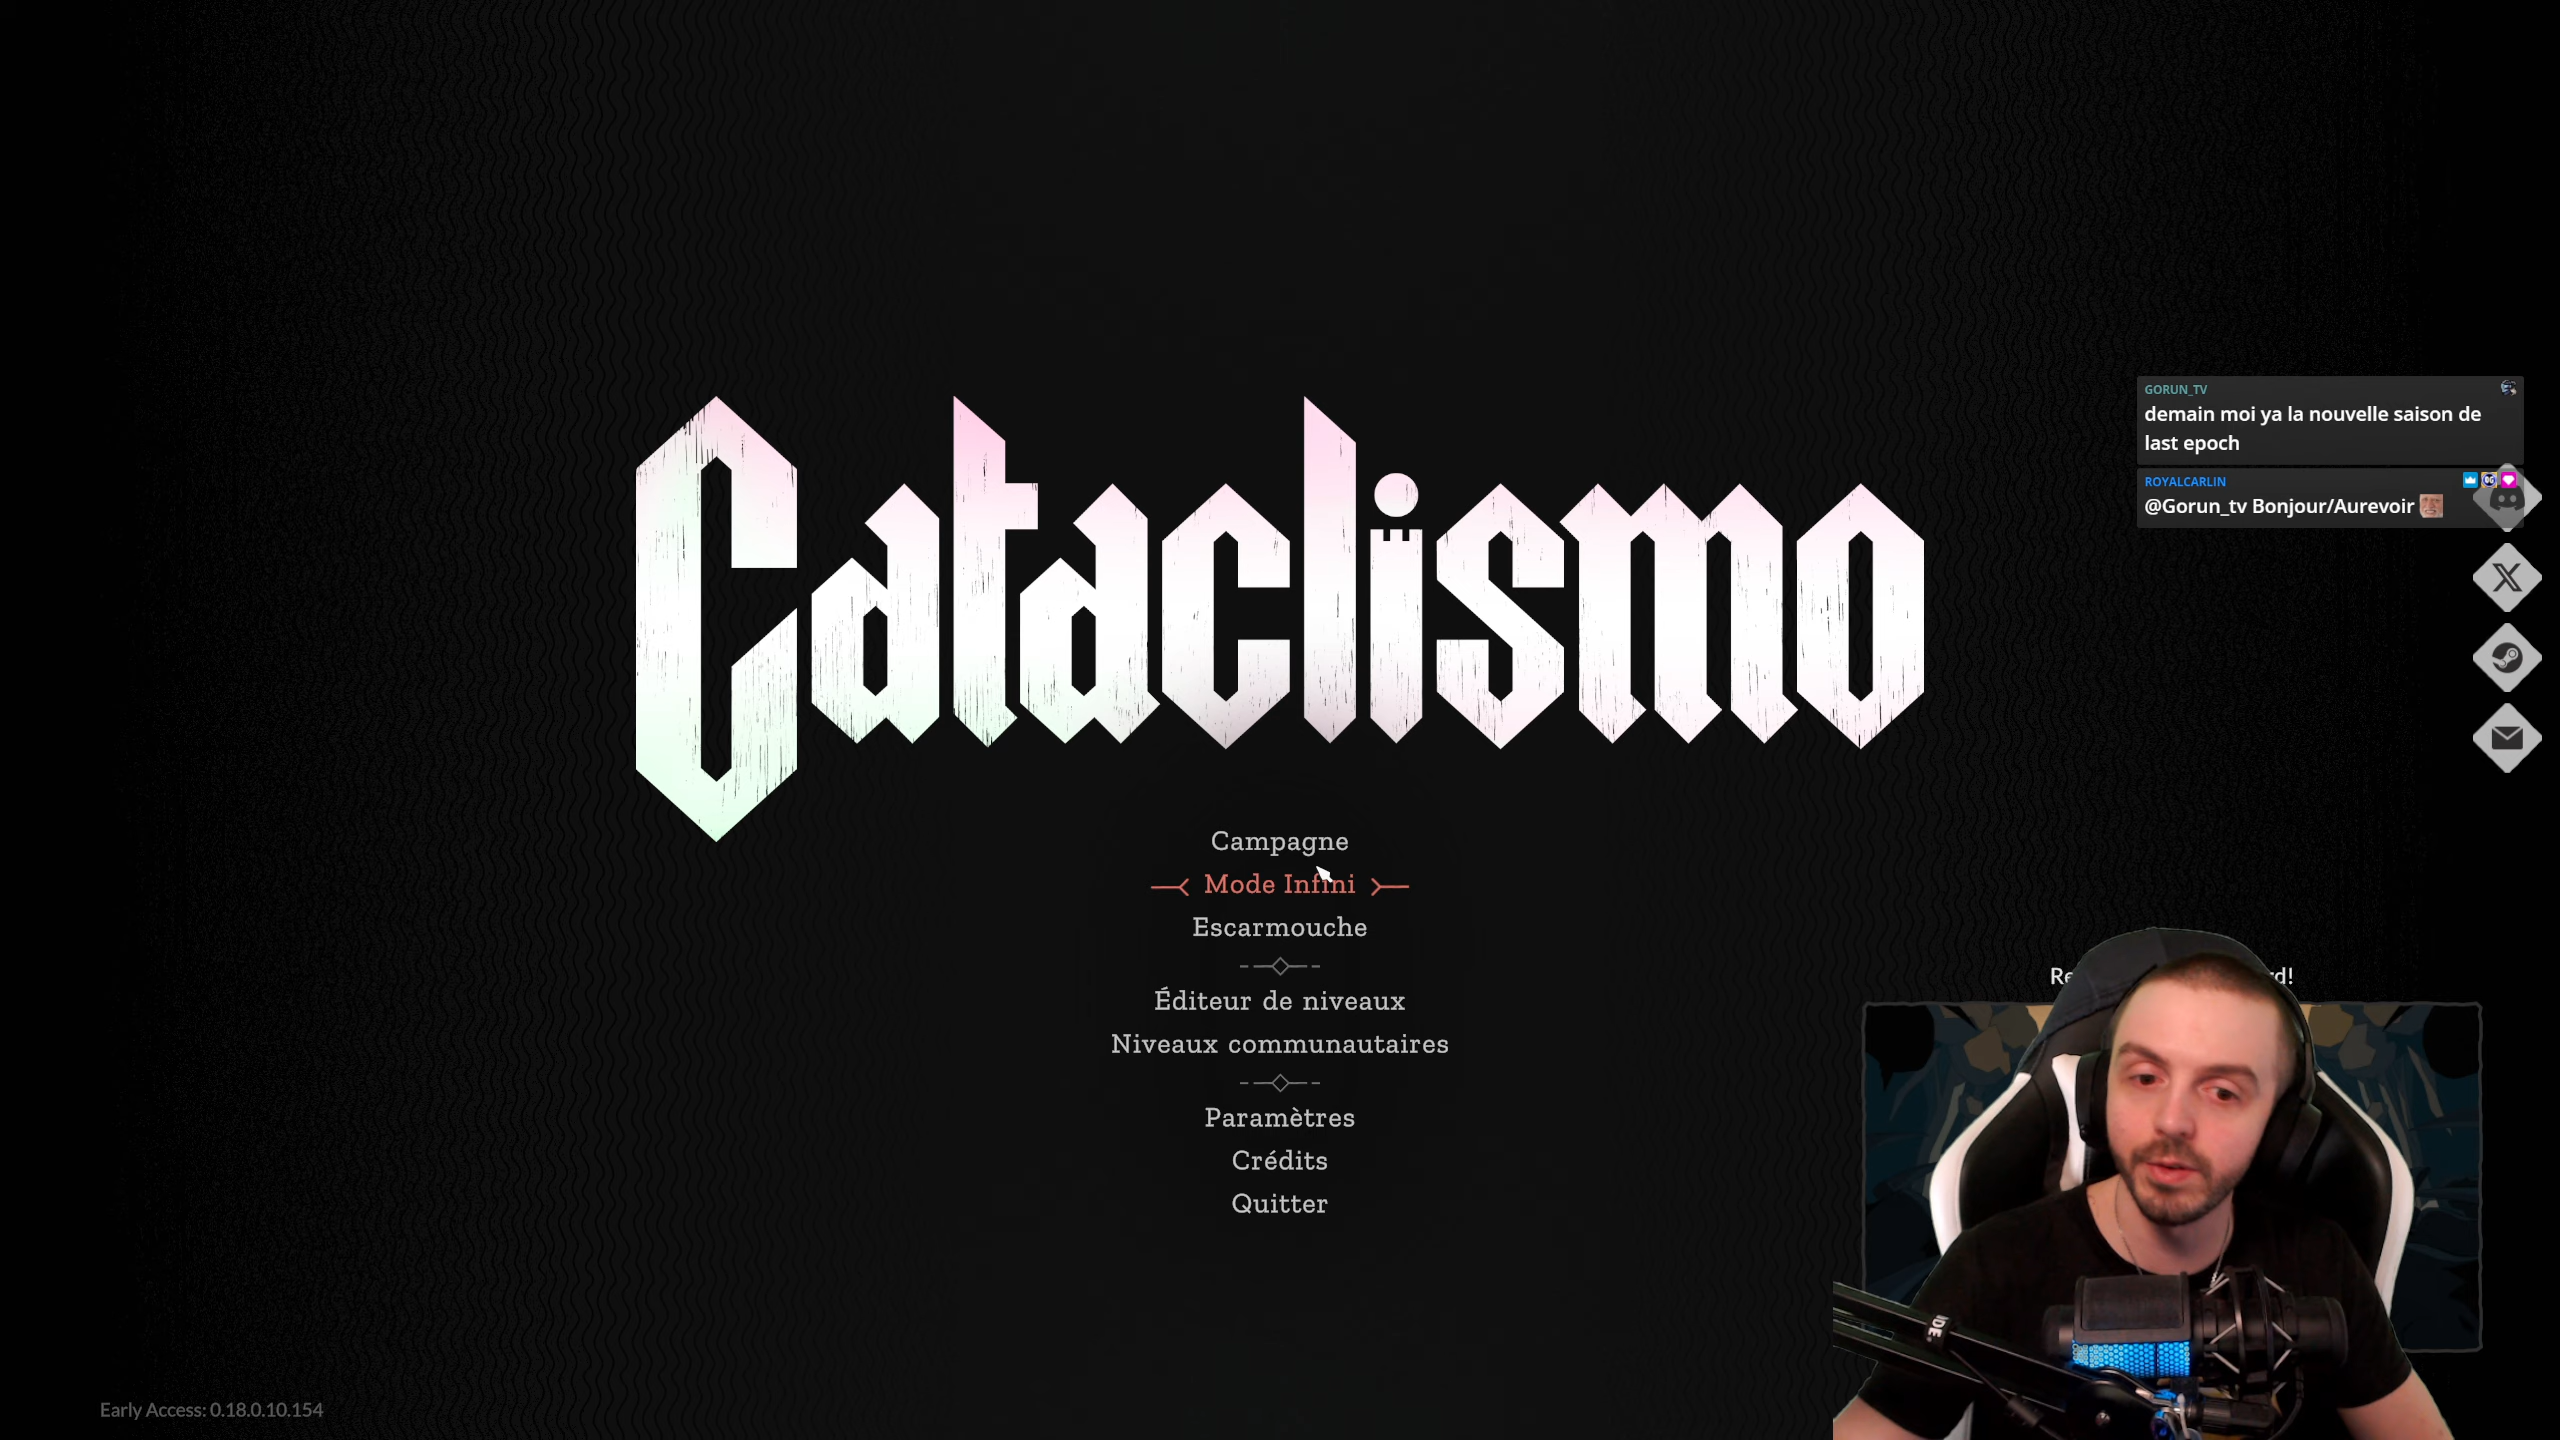 Cataclismo
GORUN_TV
demain moi ya la nouvelle saison de
last epoch
ROYALCARLIN
@Gorun_tv Bonjour/Aurevoir
Campagne
Mode Infini
Escarmouche
Éditeur de niveaux
Niveaux communautaires
Paramètres
Crédits
Quitter
Early Access: 0.18.0.10.154